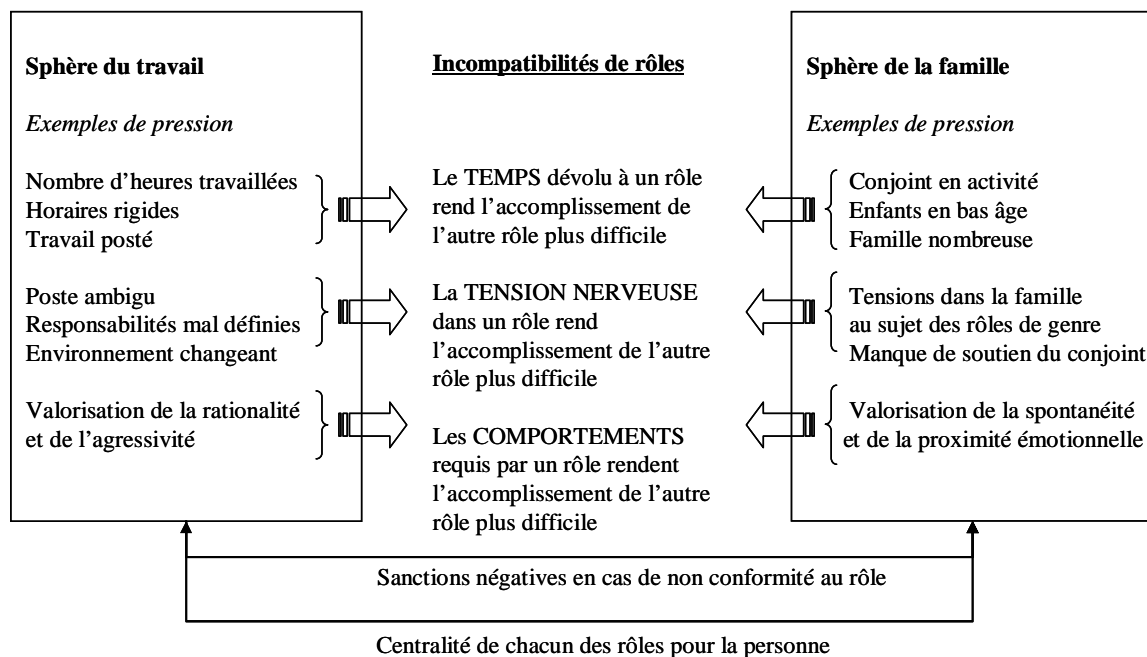 Sphère du travail
Exemples de pression
Nombre d’heures travaillées
Horaires rigides
Travail posté
Poste ambigu
Responsabilités mal définies
Environnement changeant
Valorisation de la rationalité
et de l’agressivité
Incompatibilités de rôles
Le TEMPS dévolu à un rôle
rend l’accomplissement de
l’autre rôle plus difficile
La TENSION NERVEUSE
dans un rôle rend
l’accomplissement de l’autre
rôle plus difficile
Les COMPORTEMENTS
requis par un rôle rendent
l’accomplissement de l’autre
rôle plus difficile
Sphère de la famille
Exemples de pression
Conjoint en activité
Enfants en bas âge
Famille nombreuse
Tensions dans la famille
au sujet des rôles de genre
Manque de soutien du conjoint
Valorisation de la spontanéité
et de la proximité émotionnelle
Sanctions négatives en cas de non conformité au rôle
Centralité de chacun des rôles pour la personne